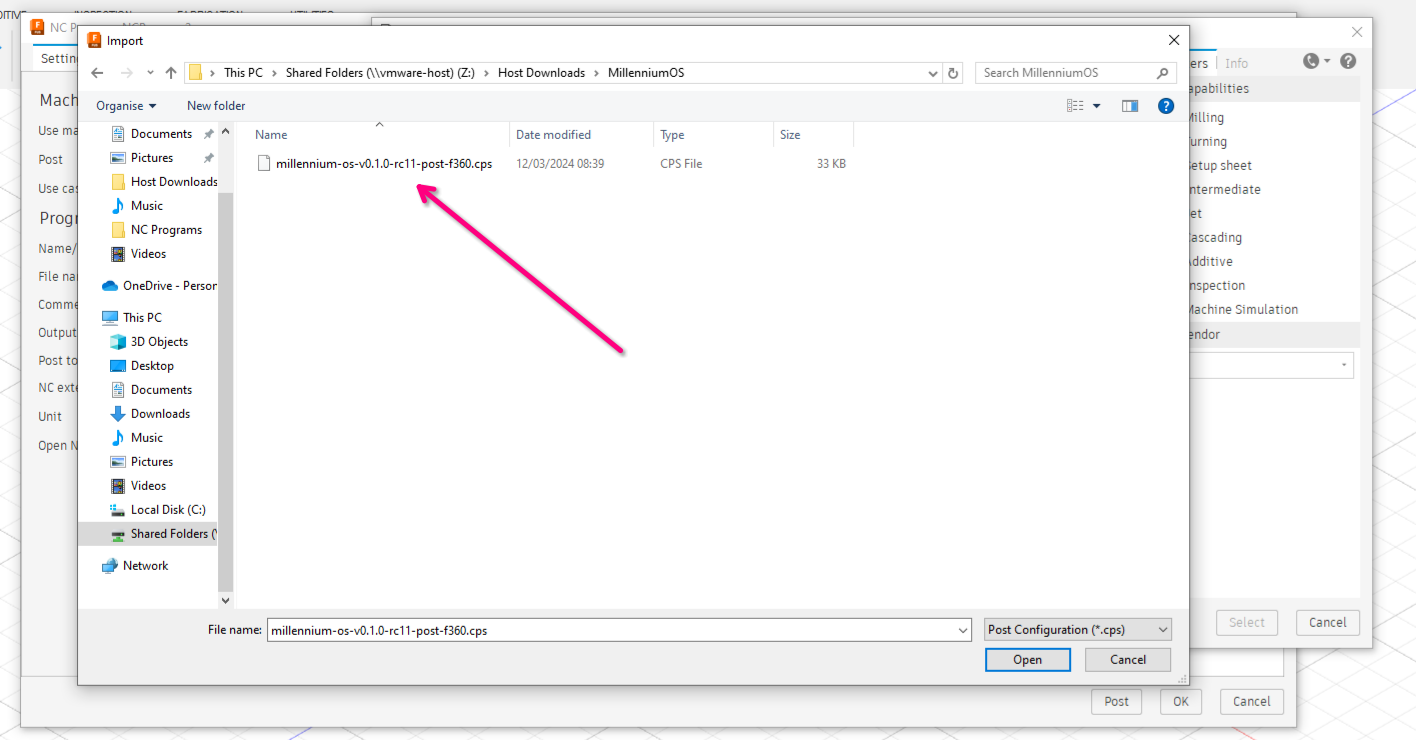 INSPECTION FABRICATION UTILITIES
NC P
Import
Settin
This PC Shared Folders (\\vmware-host) (Z:) Host Downloads MillenniumOS
Search MillenniumOS
ers Info
Organise
New folder
Mach
Use ma
Post
Use cas
Progr
Name/
File na
Comme
Output
Post to
NC exte
Unit
Open N
Documents
Pictures
Host Downloads
Music
NC Programs
Videos
OneDrive - Person
This PC
3D Objects
Desktop
Documents
Downloads
Music
Pictures
Videos
Local Disk (C:)
Shared Folders (\
Network
Name Date modified Type Size
millennium-os-v0.1.0-rc11-post-f360.cps 12/03/2024 08:39 CPS File 33 KB
apabilities
Milling
urning
etup sheet
ntermediate
et
ascading
Additive
nspection
Machine Simulation
endor
File name: millennium-os-v0.1.0-rc11-post-f360.cps
Post Configuration (*.cps)
Open Cancel
Select Cancel
Post OK Cancel